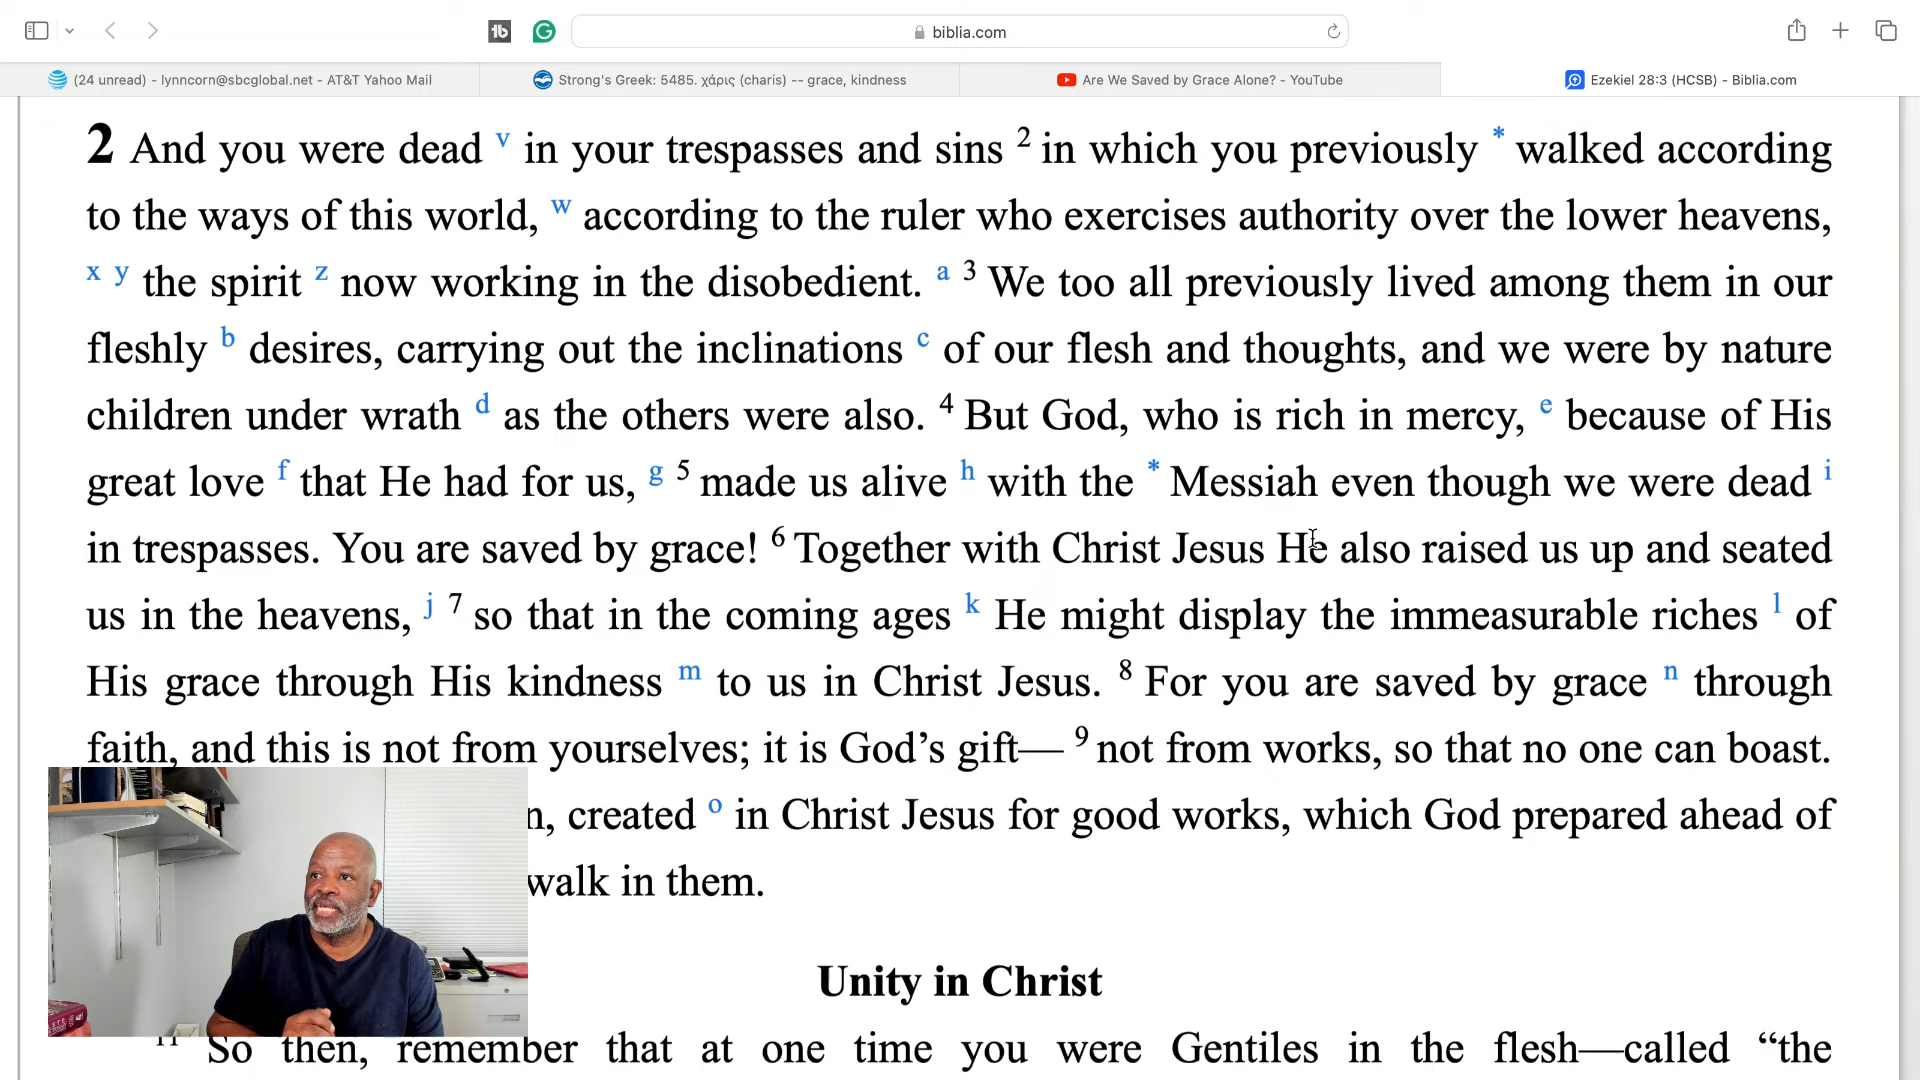 tb
G
biblia.com
(24 unread) - lynncorn@sbcglobal.net - AT&T Yahoo Mail
Strong's Greek: 5485. χάρις (charis) -- grace, kindness
Are We Saved by Grace Alone? - YouTube
Ezekiel 28:3 (HCSB) - Biblia.com
2 And you were dead v in your trespasses and sins 2 in which you previously * walked according
to the ways of this world, w according to the ruler who exercises authority over the lower heavens,
x y the spirit z now working in the disobedient. a 3 We too all previously lived among them in our
fleshly b desires, carrying out the inclinations c of our flesh and thoughts, and we were by nature
children under wrath d as the others were also. 4 But God, who is rich in mercy, e because of His
great love f that He had for us, g 5 made us alive h with the * Messiah even though we were dead i
in trespasses. You are saved by grace! 6 Together with Christ Jesus He also raised us up and seated
us in the heavens, j 7 so that in the coming ages k He might display the immeasurable riches l of
His grace through His kindness m to us in Christ Jesus. 8 For you are saved by grace n through
faith, and this is not from yourselves; it is God’s gift— 9 not from works, so that no one can boast.
n, created o in Christ Jesus for good works, which God prepared ahead of
walk in them.
Unity in Christ
11 So then, remember that at one time you were Gentiles in the flesh—called “the